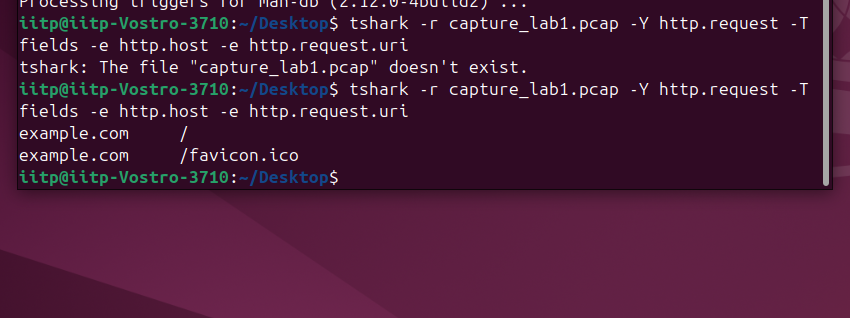 Processing triggers for man-db (2.12.0-4build2) ...
iitp@iitp-Vostro-3710:~/Desktop$ tshark -r capture_lab1.pcap -Y http.request -T
fields -e http.host -e http.request.uri
tshark: The file "capture_lab1.pcap" doesn't exist.
iitp@iitp-Vostro-3710:~/Desktop$ tshark -r capture_lab1.pcap -Y http.request -T
fields -e http.host -e http.request.uri
example.com     /
example.com     /favicon.ico
iitp@iitp-Vostro-3710:~/Desktop$